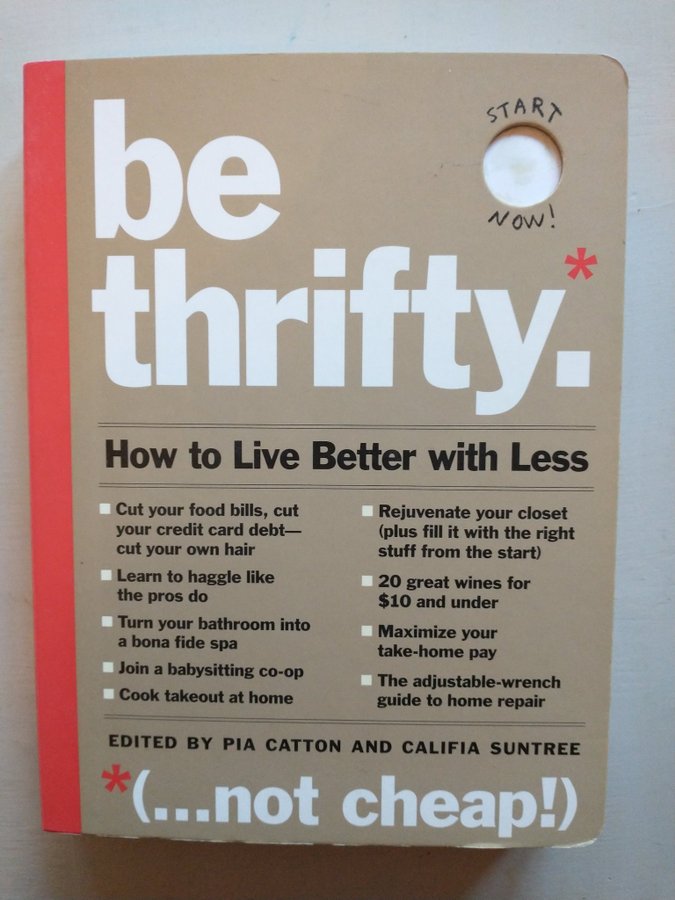 START
NOW!
be
thrifty.*
How to Live Better with Less
Cut your food bills, cut
your credit card debt—
cut your own hair
Learn to haggle like
the pros do
Turn your bathroom into
a bona fide spa
Join a babysitting co-op
Cook takeout at home
Rejuvenate your closet
(plus fill it with the right
stuff from the start)
20 great wines for
$10 and under
Maximize your
take-home pay
The adjustable-wrench
guide to home repair
EDITED BY PIA CATTON AND CALIFIA SUNTREE
*(...not cheap!)